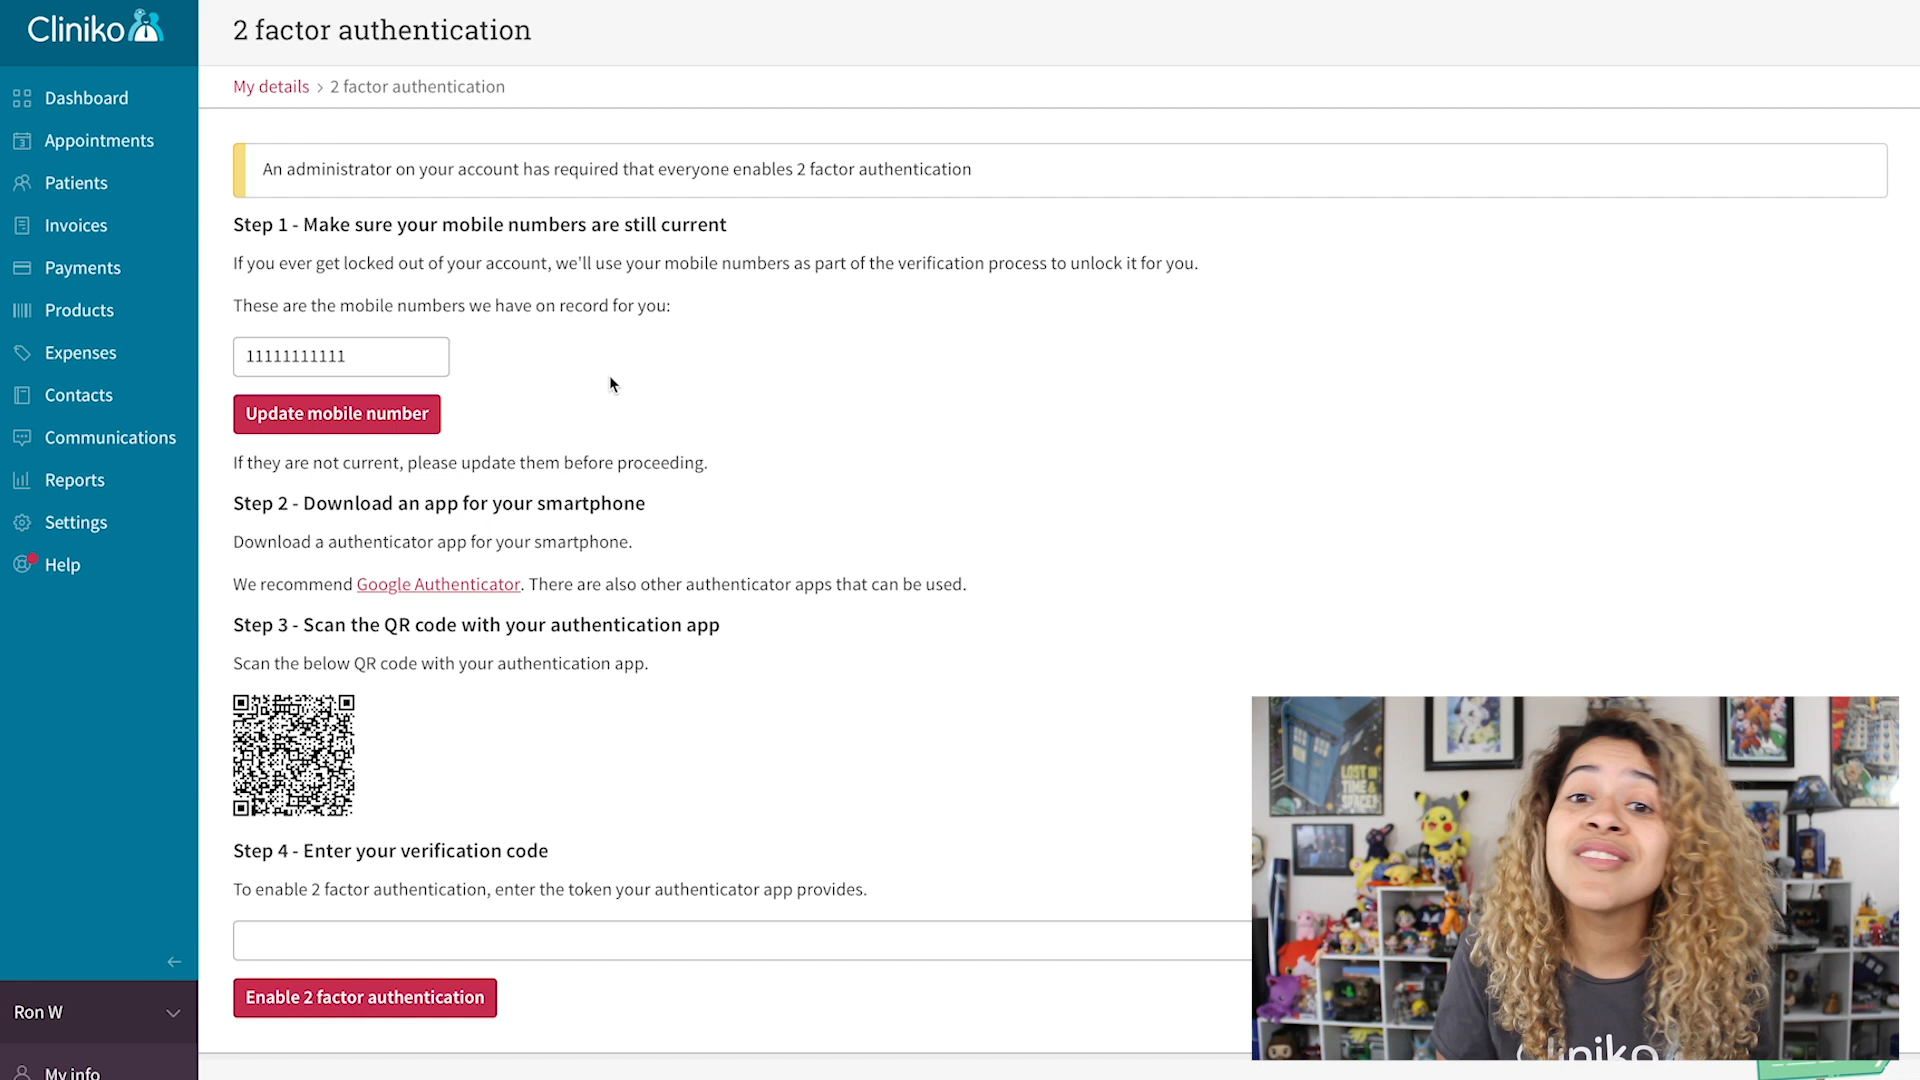 Cliniko
2 factor authentication
My details › 2 factor authentication
Dashboard
Appointments
Patients
Invoices
Payments
Products
Expenses
Contacts
Communications
Reports
Settings
Help
←
Ron W
My info
An administrator on your account has required that everyone enables 2 factor authentication
Step 1 - Make sure your mobile numbers are still current
If you ever get locked out of your account, we'll use your mobile numbers as part of the verification process to unlock it for you.
These are the mobile numbers we have on record for you:
11111111111
Update mobile number
If they are not current, please update them before proceeding.
Step 2 - Download an app for your smartphone
Download a authenticator app for your smartphone.
We recommend Google Authenticator. There are also other authenticator apps that can be used.
Step 3 - Scan the QR code with your authentication app
Scan the below QR code with your authentication app.
Step 4 - Enter your verification code
To enable 2 factor authentication, enter the token your authenticator app provides.
Enable 2 factor authentication
LOST IN
TIME &
SPACE!
Cliniko